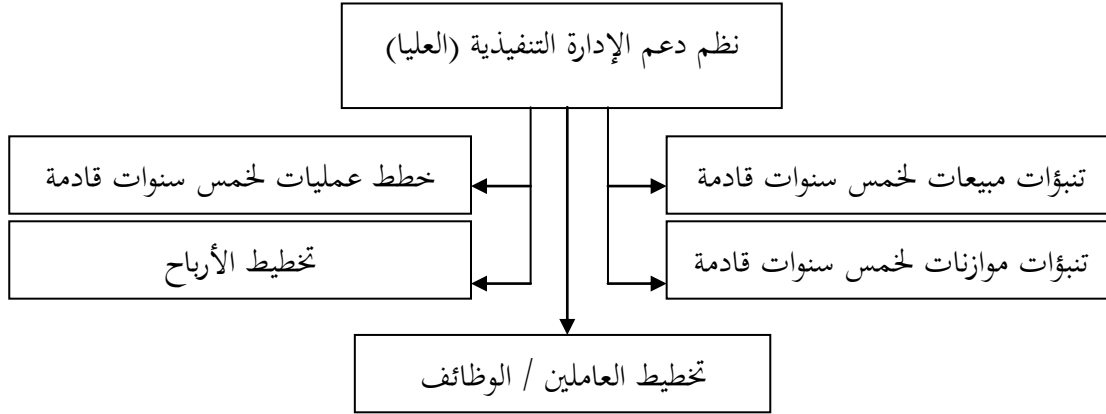 نظم دعم الإدارة التنفيذية (العليا)
تنبؤات مبيعات لخمس سنوات قادمة
خطط عمليات لخمس سنوات قادمة
تنبؤات موازنات لخمس سنوات قادمة
تخطيط الأرباح
تخطيط العاملين / الوظائف